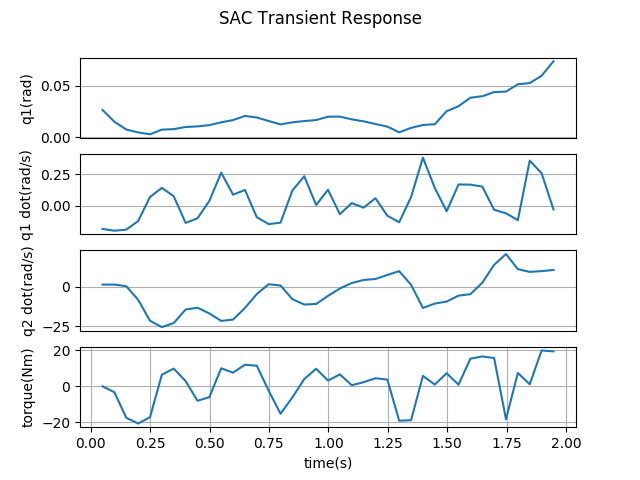 SAC Transient Response
q1(rad)
0.05
0.00
q1 dot(rad/s)
0.25
0.00
q2 dot(rad/s)
0
−25
torque(Nm)
20
0
−20
0.00 0.25 0.50 0.75 1.00 1.25 1.50 1.75 2.00
time(s)